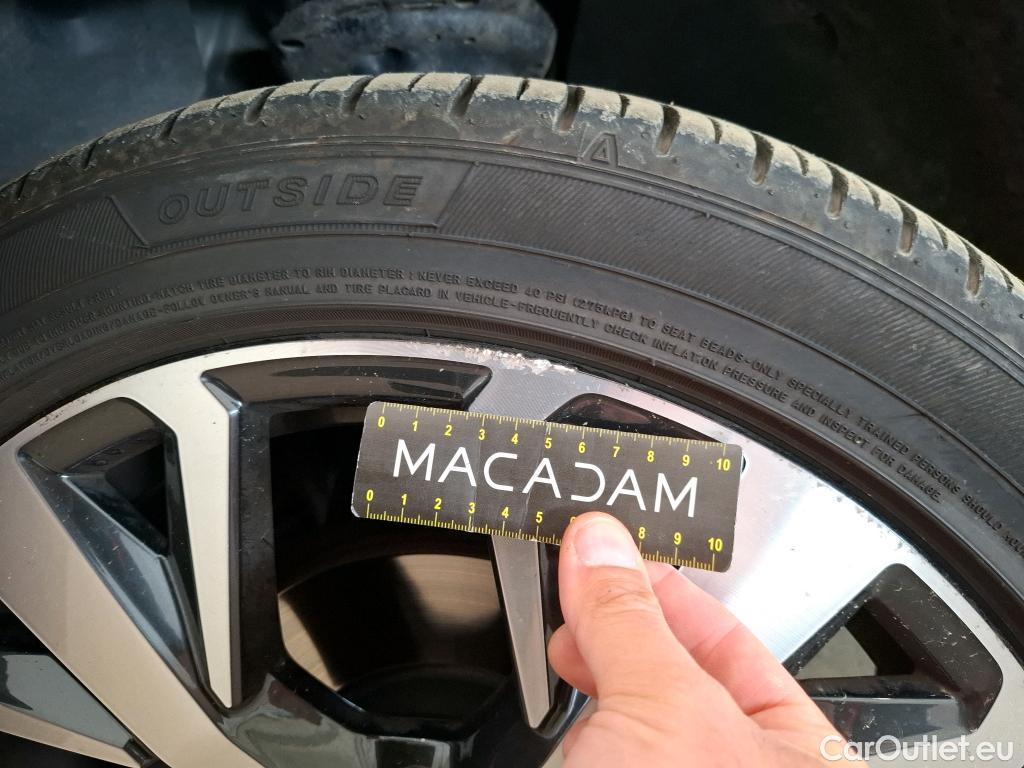 OUTSIDE
MATCH TIRE DIAMETER TO RIM DIAMETER : NEVER EXCEED 40 PSI (275kPG) TO SEAT BEADS-ONLY SPECIALLY TRAINED PERSONS SHOULD
DAMAGE-FOLLOW OWNER'S MANUAL AND TIRE PLACARD IN VEHICLE-FREQUENTLY CHECK INFLATION PRESSURE AND INSPECT FOR DAMAGE
0 1 2 3 4 5 6 7 8 9 10
MACADAM
0 1 2 3 4 5 8 9 10
CarOutlet.eu